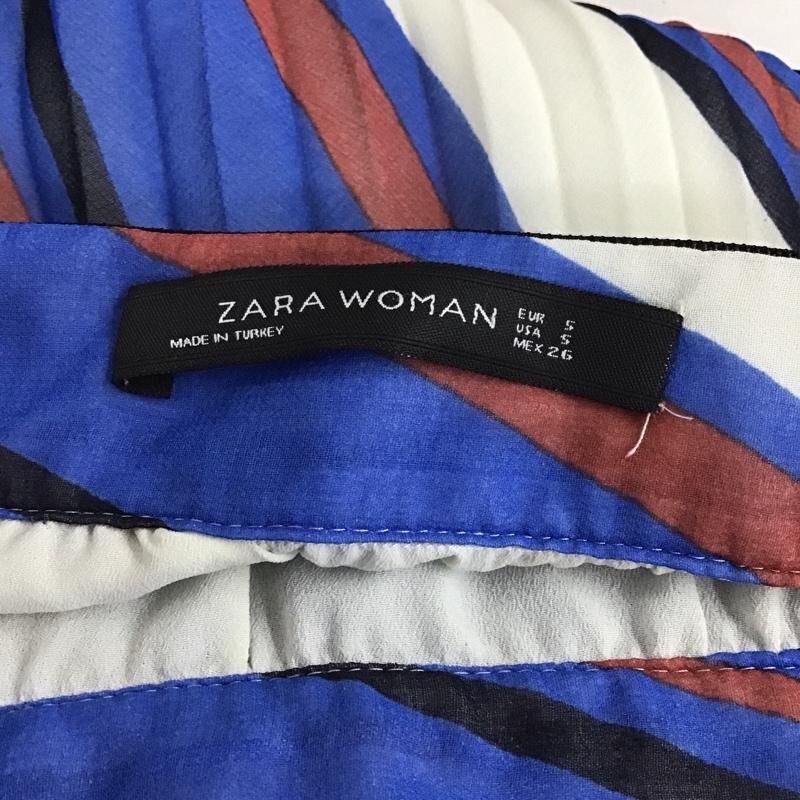 ZARA WOMAN
MADE IN TURKEY
EUR S
USA S
MEX 26